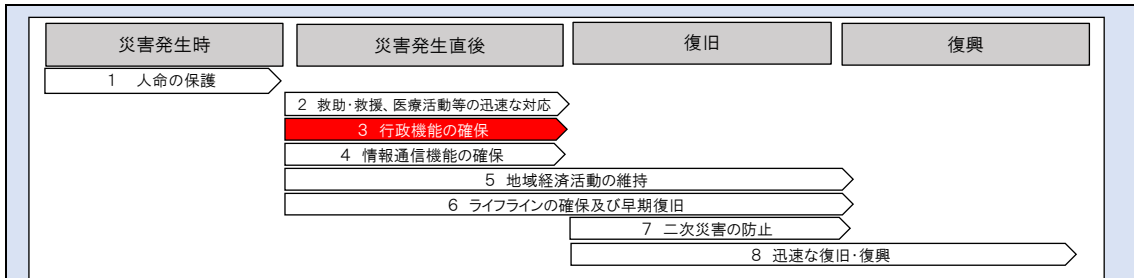 災害発生時
災害発生直後
復旧
復興
1 人命の保護
2 救助・救援、医療活動等の迅速な対応
3 行政機能の確保
4 情報通信機能の確保
5 地域経済活動の維持
6 ライフラインの確保及び早期復旧
7 二次災害の防止
8 迅速な復旧・復興